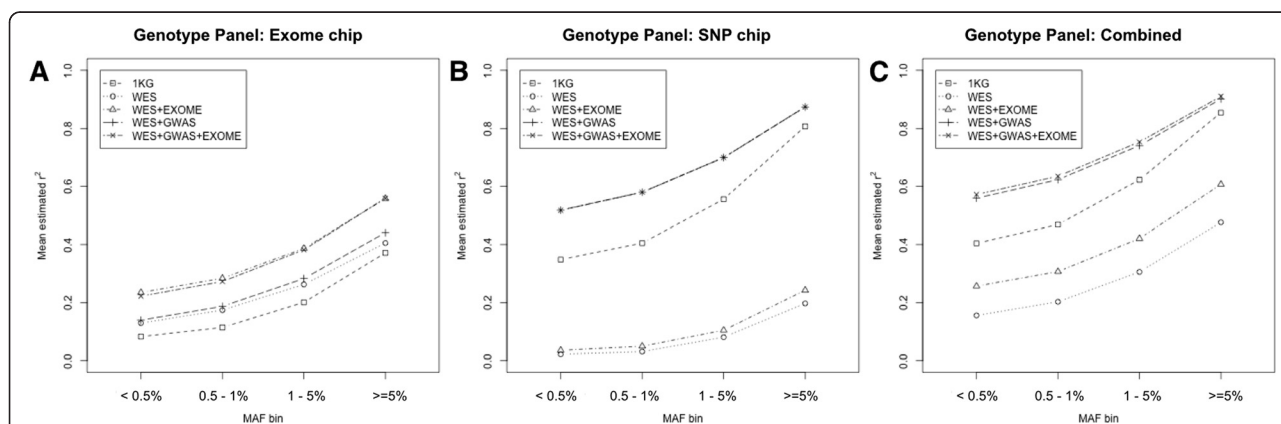 Genotype Panel: Exome chip
A
1KG
WES
WES+EXOME
WES+GWAS
WES+GWAS+EXOME
Mean estimated r²
0.0
0.2
0.4
0.6
0.8
1.0
< 0.5%
0.5 - 1%
1 - 5%
>=5%
MAF bin
Genotype Panel: SNP chip
B
1KG
WES
WES+EXOME
WES+GWAS
WES+GWAS+EXOME
Mean estimated r²
0.0
0.2
0.4
0.6
0.8
1.0
< 0.5%
0.5 - 1%
1 - 5%
>=5%
MAF bin
Genotype Panel: Combined
C
1KG
WES
WES+EXOME
WES+GWAS
WES+GWAS+EXOME
Mean estimated r²
0.0
0.2
0.4
0.6
0.8
1.0
< 0.5%
0.5 - 1%
1 - 5%
>=5%
MAF bin